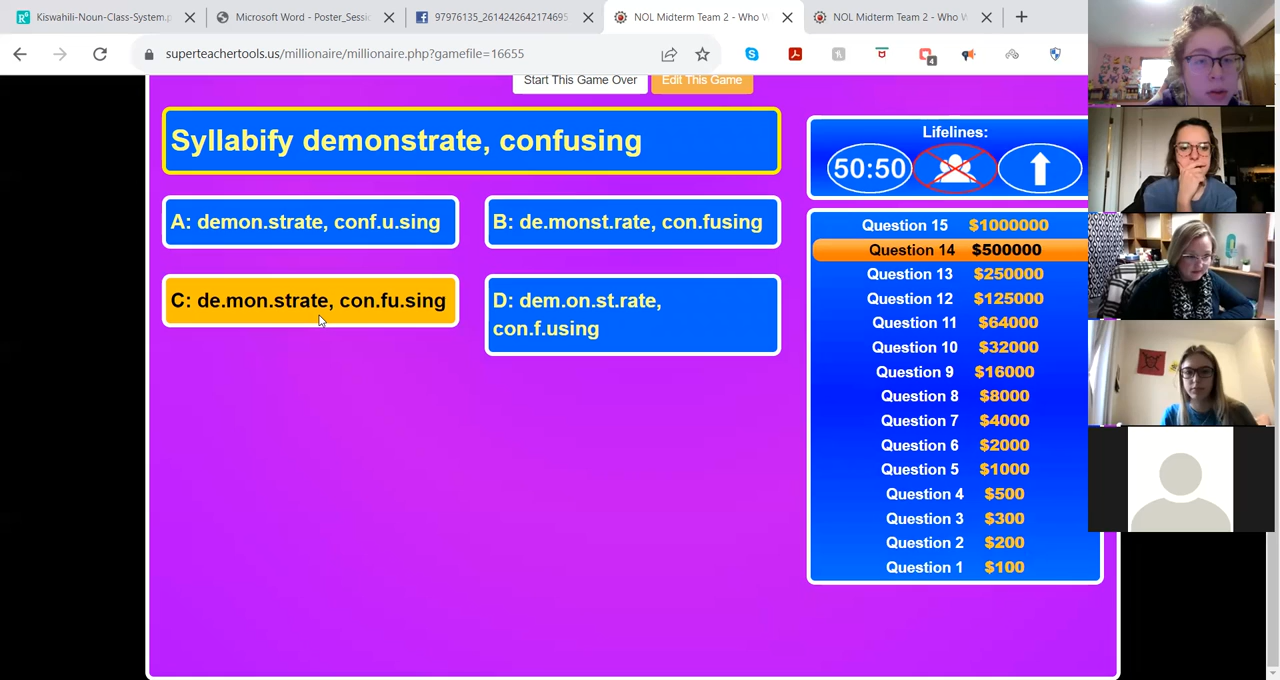 Kiswahili-Noun-Class-System.p
Microsoft Word - Poster_Sessi
97976135_2614242642174695
NOL Midterm Team 2 - Who W
NOL Midterm Team 2 - Who W
superteachertools.us/millionaire/millionaire.php?gamefile=16655
4
Start This Game Over
Edit This Game
Syllabify demonstrate, confusing
A: demon.strate, conf.u.sing
B: de.monst.rate, con.fusing
C: de.mon.strate, con.fu.sing
D: dem.on.st.rate,
con.f.using
Lifelines:
50:50
Question 15 $1000000
Question 14 $500000
Question 13 $250000
Question 12 $125000
Question 11 $64000
Question 10 $32000
Question 9 $16000
Question 8 $8000
Question 7 $4000
Question 6 $2000
Question 5 $1000
Question 4 $500
Question 3 $300
Question 2 $200
Question 1 $100